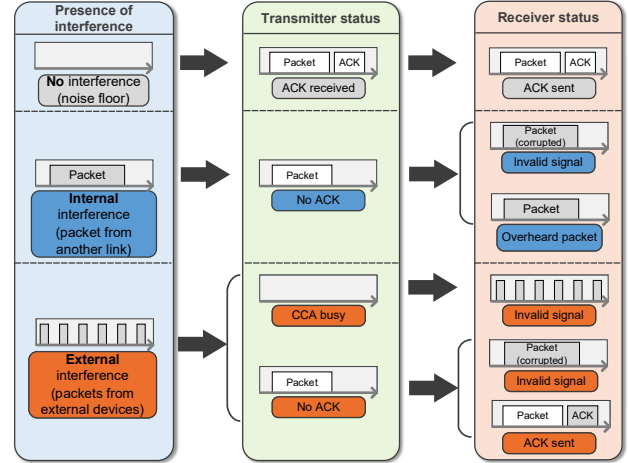 Presence of
interference
Transmitter status
Receiver status
No interference
(noise floor)
Packet
ACK
ACK received
Packet
ACK
ACK sent
Packet
Internal
interference
(packet from
another link)
Packet
No ACK
Packet
(corrupted)
Invalid signal
Packet
Overheard packet
External
interference
(packets from
external devices)
CCA busy
Invalid signal
Packet
No ACK
Packet
(corrupted)
Invalid signal
Packet
ACK
ACK sent